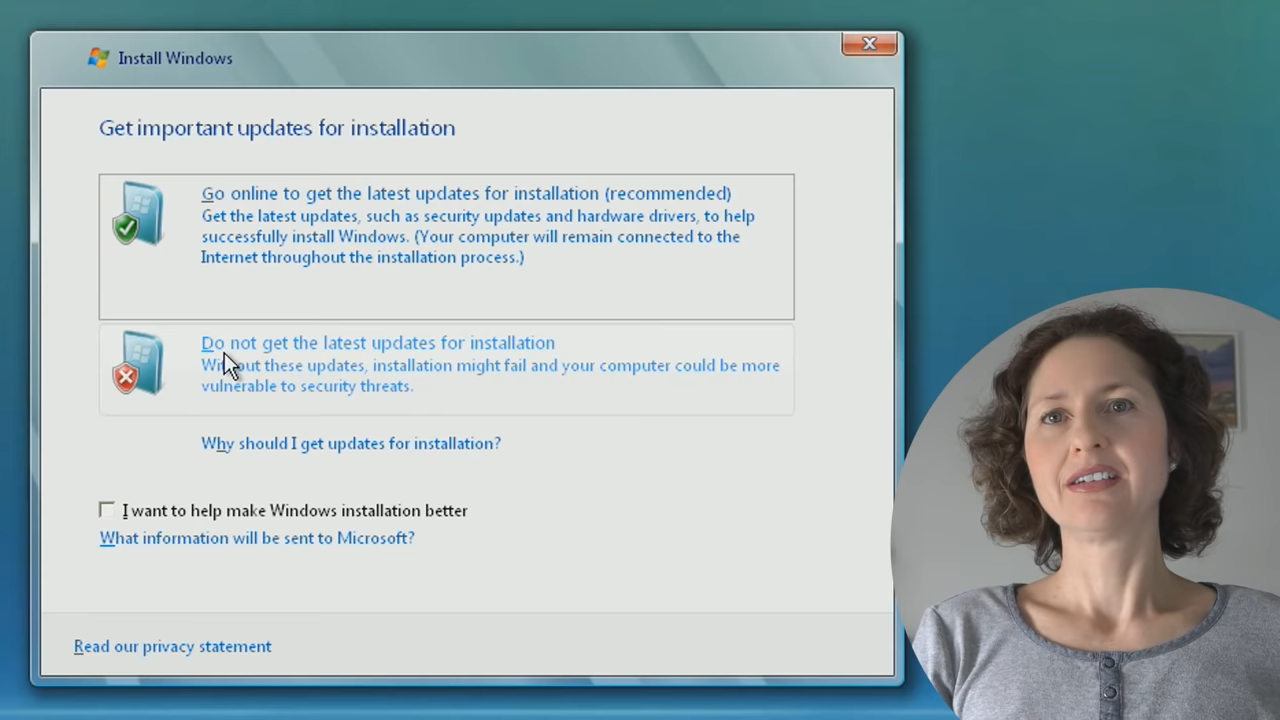 Install Windows
Get important updates for installation
Go online to get the latest updates for installation (recommended)
Get the latest updates, such as security updates and hardware drivers, to help
successfully install Windows. (Your computer will remain connected to the
Internet throughout the installation process.)
Do not get the latest updates for installation
Without these updates, installation might fail and your computer could be more
vulnerable to security threats.
Why should I get updates for installation?
I want to help make Windows installation better
What information will be sent to Microsoft?
Read our privacy statement